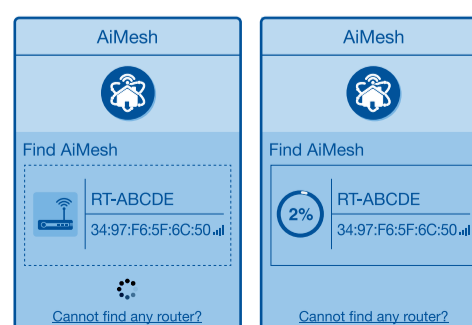 AiMesh
Find AiMesh
RT-ABCDE
34:97:F6:5F:6C:50
Cannot find any router?
AiMesh
Find AiMesh
2%
RT-ABCDE
34:97:F6:5F:6C:50
Cannot find any router?